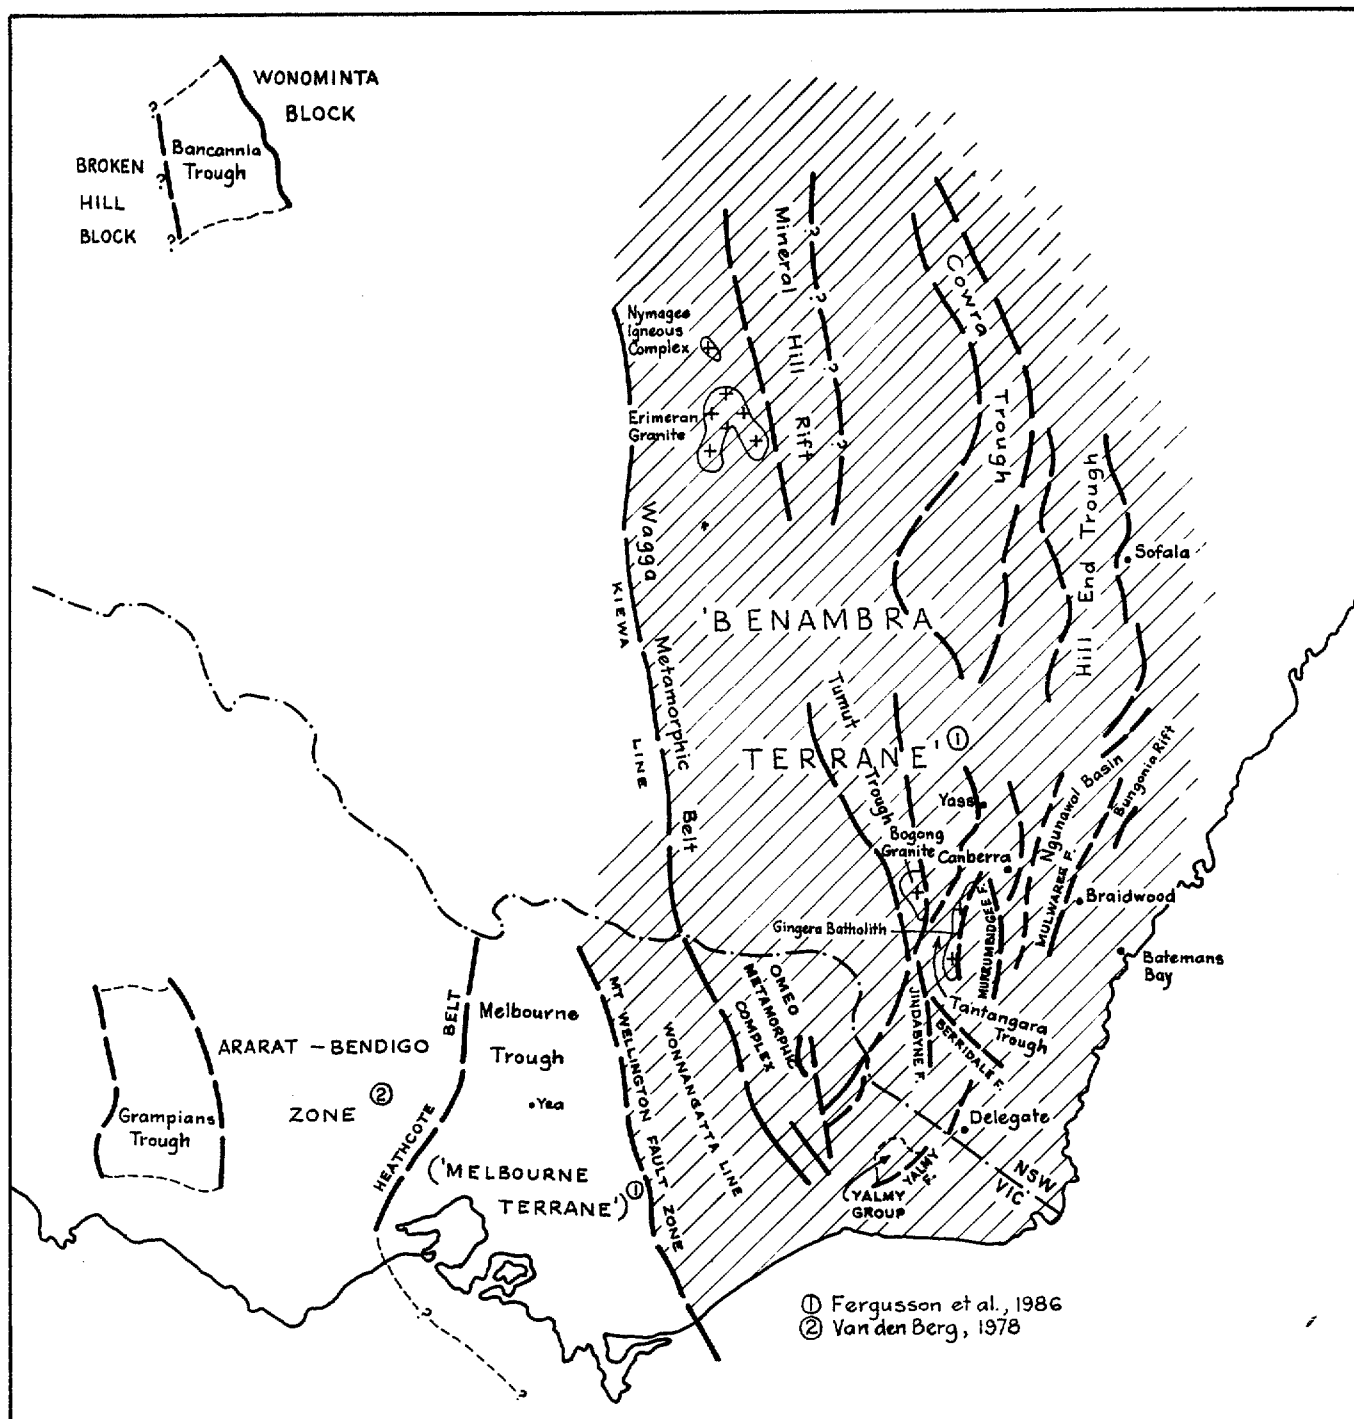 WONOMINTA
BLOCK
Bancannia
Trough
BROKEN
HILL
BLOCK
?
?
?
Mineral Hill Rift
?
?
?
?
Cowra Trough
Nymagee
Igneous
Complex
Erimeran
Granite
Hill End Trough
Sofala
Wagga Metamorphic Belt
KIEWA LINE
'BENAMBRA
TERRANE' ①
Tumut Trough
Yass
Bogong
Granite
Canberra
Ngunawal Basin
Bungonia Rift
MULWAREE F.
MURRUMBIDGEE F.
Braidwood
Gingera Batholith
Batemans
Bay
Tantangara
Trough
JINDABYNE F.
BERRIDALE F.
OMEO
METAMORPHIC
COMPLEX
Delegate
NSW
VIC
YALMY
F.
YALMY
GROUP
MT WELLINGTON FAULT ZONE
WONNANGATTA LINE
Melbourne
Trough
Yea
('MELBOURNE
TERRANE') ①
HEATHCOTE BELT
ARARAT – BENDIGO
ZONE ②
Grampians
Trough
?
?
① Fergusson et al., 1986
② Van den Berg, 1978